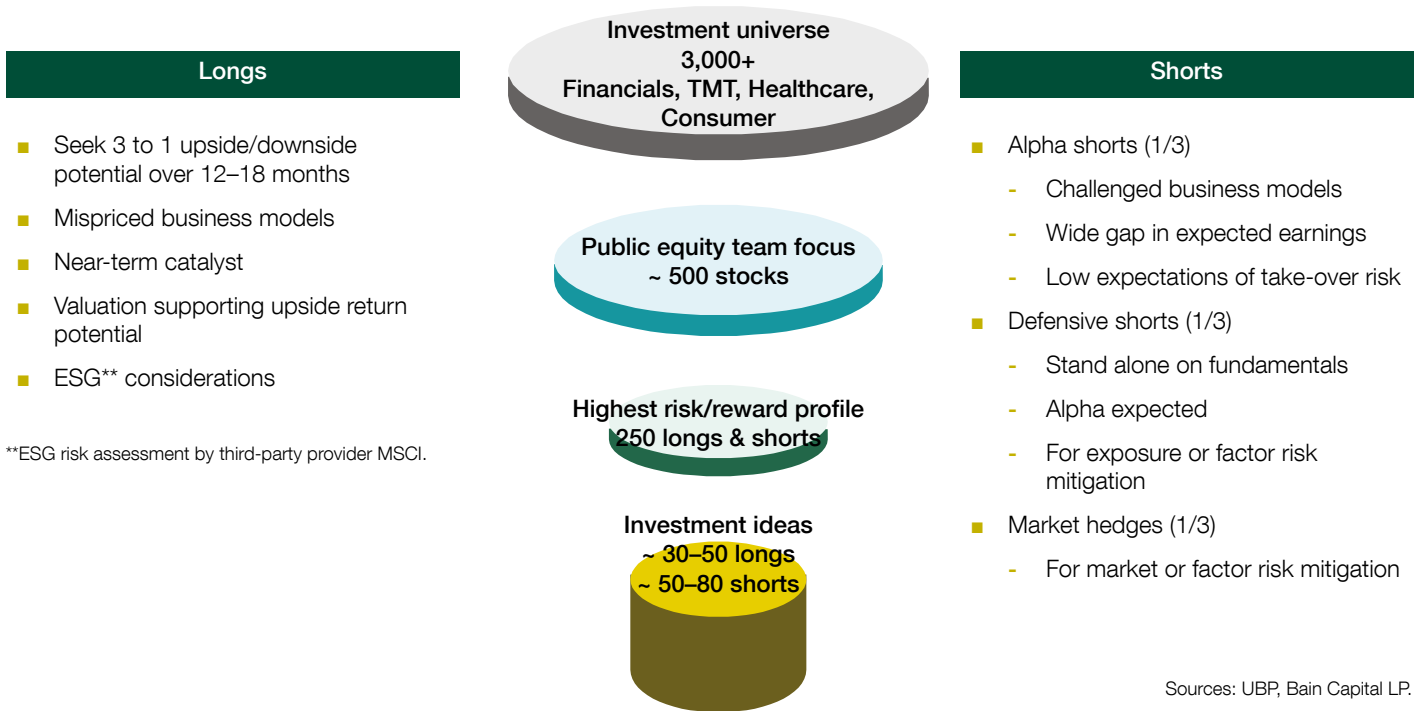 Longs
■ Seek 3 to 1 upside/downside
potential over 12–18 months
■ Mispriced business models
■ Near-term catalyst
■ Valuation supporting upside return
potential
■ ESG** considerations
**ESG risk assessment by third-party provider MSCI.
Investment universe
3,000+
Financials, TMT, Healthcare,
Consumer
Public equity team focus
~ 500 stocks
Highest risk/reward profile
250 longs & shorts
Investment ideas
~ 30–50 longs
~ 50–80 shorts
Shorts
■ Alpha shorts (1/3)
- Challenged business models
- Wide gap in expected earnings
- Low expectations of take-over risk
■ Defensive shorts (1/3)
- Stand alone on fundamentals
- Alpha expected
- For exposure or factor risk
mitigation
■ Market hedges (1/3)
- For market or factor risk mitigation
Sources: UBP, Bain Capital LP.